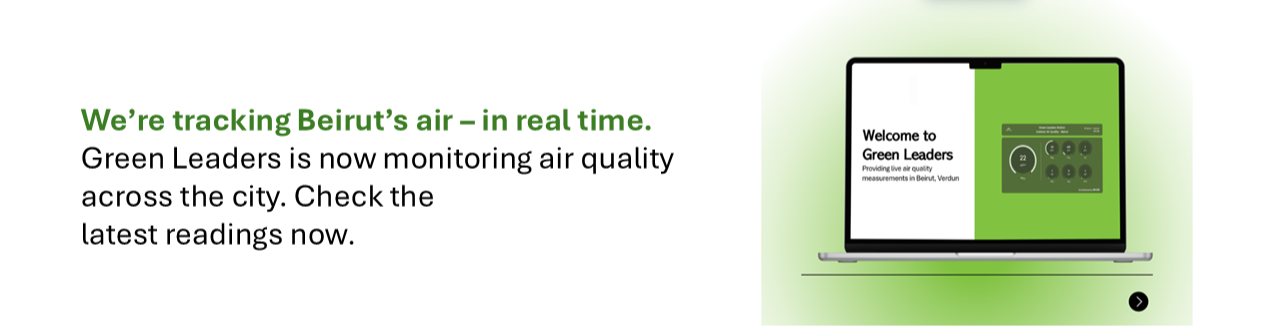 We’re tracking Beirut’s air – in real time.
Green Leaders is now monitoring air quality
across the city. Check the
latest readings now.
Welcome to
Green Leaders
Providing live air quality
measurements in Beirut, Verdun
22